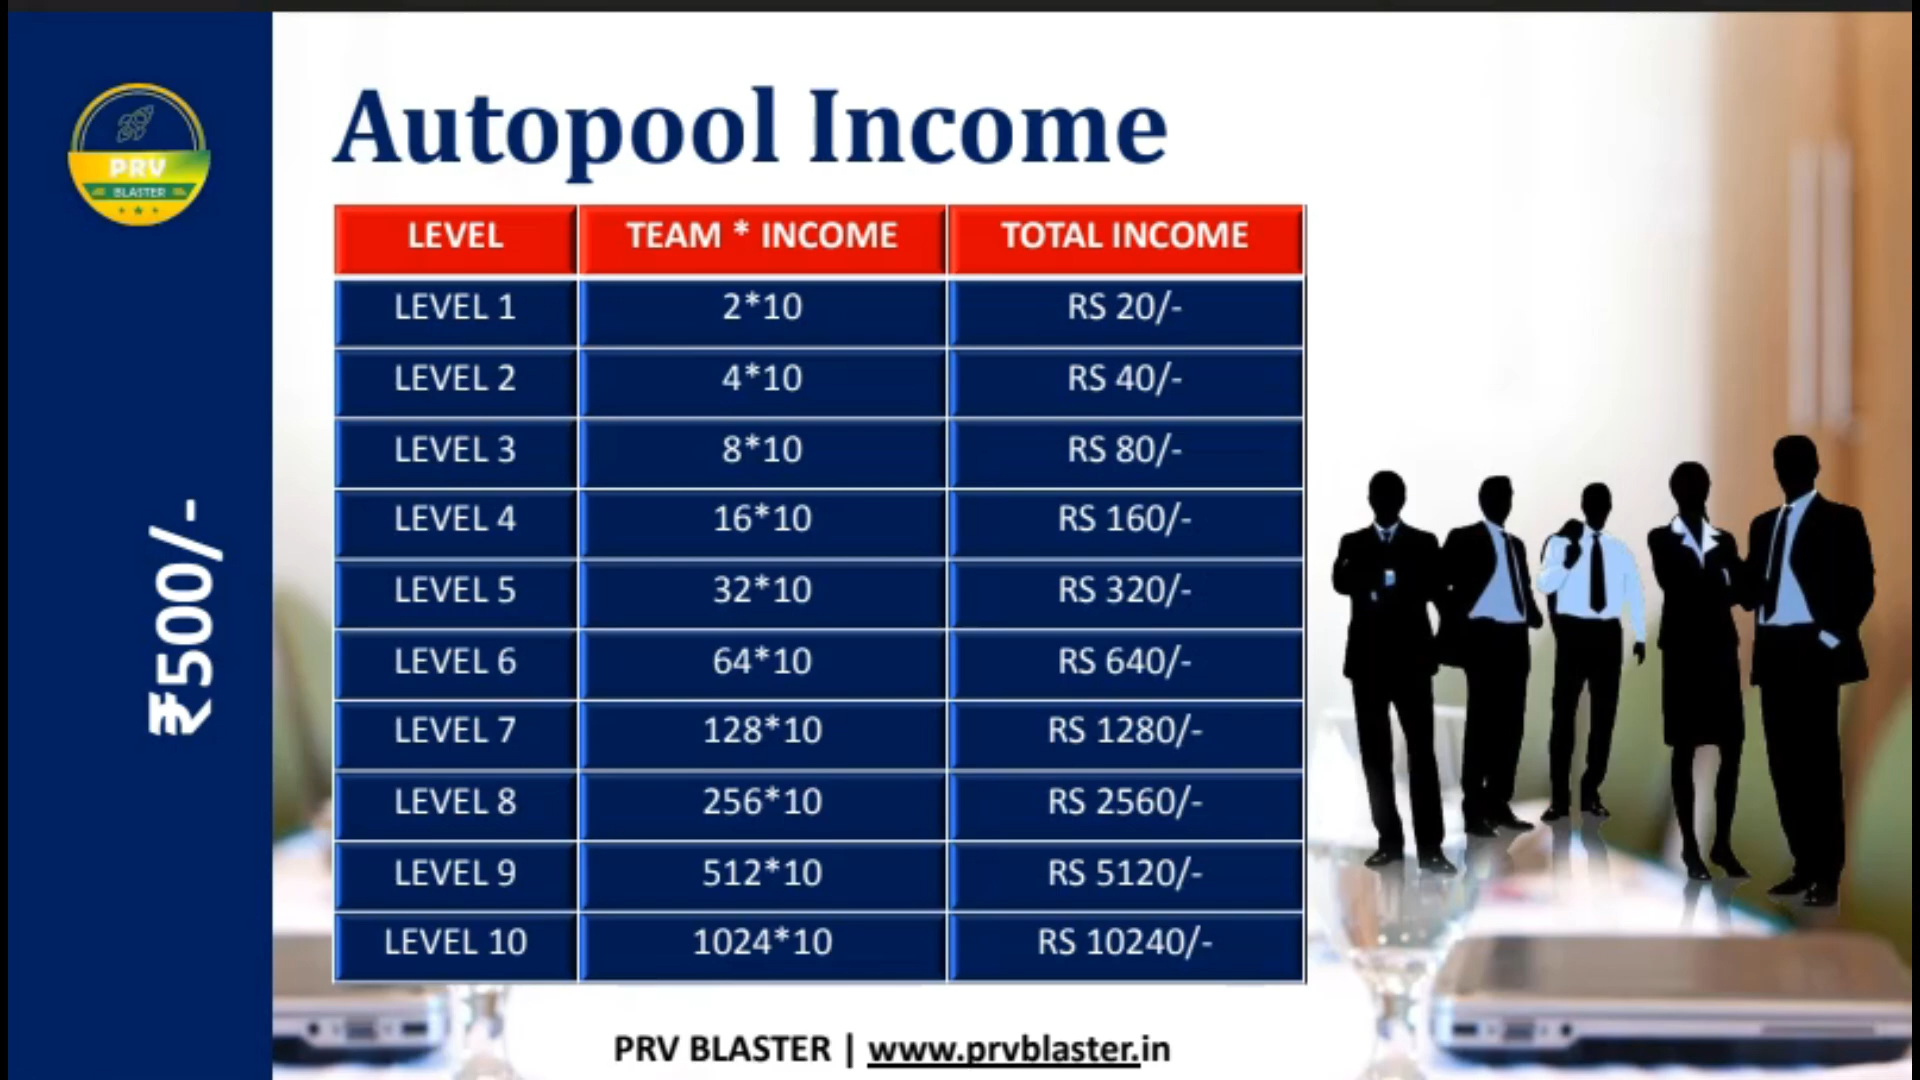 PRV
BLASTER
₹500/-
Autopool Income
LEVEL TEAM * INCOME TOTAL INCOME
LEVEL 1 2*10 RS 20/-
LEVEL 2 4*10 RS 40/-
LEVEL 3 8*10 RS 80/-
LEVEL 4 16*10 RS 160/-
LEVEL 5 32*10 RS 320/-
LEVEL 6 64*10 RS 640/-
LEVEL 7 128*10 RS 1280/-
LEVEL 8 256*10 RS 2560/-
LEVEL 9 512*10 RS 5120/-
LEVEL 10 1024*10 RS 10240/-
PRV BLASTER | www.prvblaster.in